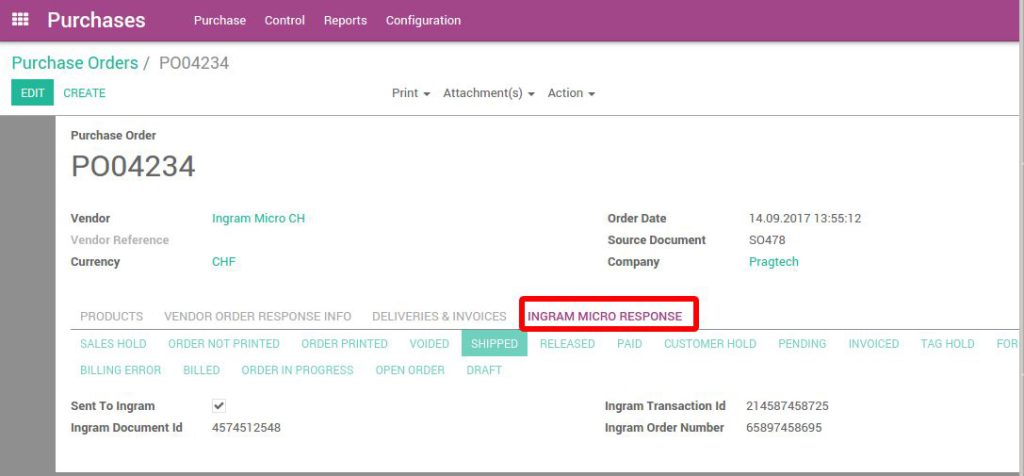 Purchases Purchase Control Reports Configuration
Purchase Orders / PO04234
EDIT CREATE Print Attachment(s) Action
Purchase Order
PO04234
Vendor Ingram Micro CH Order Date 14.09.2017 13:55:12
Vendor Reference Source Document SO478
Currency CHF Company Pragtech
PRODUCTS VENDOR ORDER RESPONSE INFO DELIVERIES & INVOICES INGRAM MICRO RESPONSE
SALES HOLD ORDER NOT PRINTED ORDER PRINTED VOIDED SHIPPED RELEASED PAID CUSTOMER HOLD PENDING INVOICED TAG HOLD FOR
BILLING ERROR BILLED ORDER IN PROGRESS OPEN ORDER DRAFT
Sent To Ingram Ingram Transaction Id 214587458725
Ingram Document Id 4574512548 Ingram Order Number 65897458695